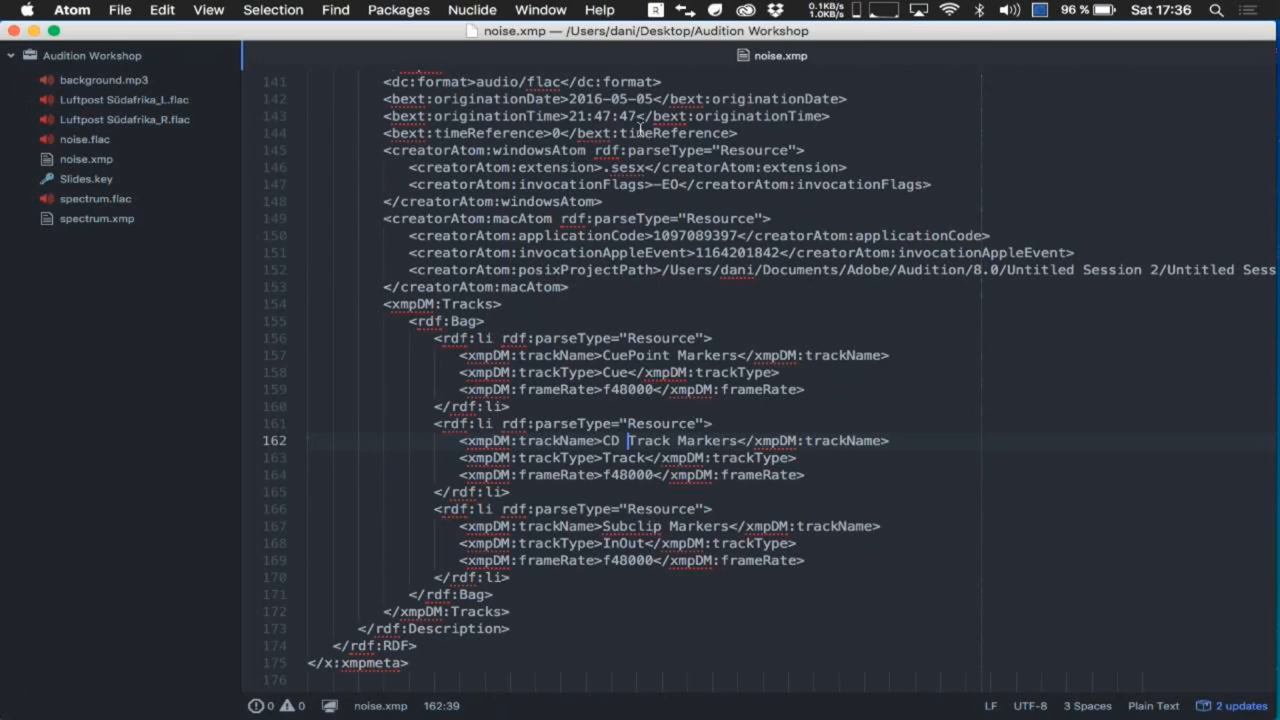 Atom File Edit View Selection Find Packages Nuclide Window Help 0.1KB/s 1.0KB/s 96 % Sat 17:36
noise.xmp — /Users/dani/Desktop/Audition Workshop
Audition Workshop
background.mp3
Luftpost Südafrika_L.flac
Luftpost Südafrika_R.flac
noise.flac
noise.xmp
Slides.key
spectrum.flac
spectrum.xmp
noise.xmp
141 <dc:format>audio/flac</dc:format>
142 <bext:originationDate>2016-05-05</bext:originationDate>
143 <bext:originationTime>21:47:47</bext:originationTime>
144 <bext:timeReference>0</bext:timeReference>
145 <creatorAtom:windowsAtom rdf:parseType="Resource">
146 <creatorAtom:extension>.sesx</creatorAtom:extension>
147 <creatorAtom:invocationFlags>-EO</creatorAtom:invocationFlags>
148 </creatorAtom:windowsAtom>
149 <creatorAtom:macAtom rdf:parseType="Resource">
150 <creatorAtom:applicationCode>1097089397</creatorAtom:applicationCode>
151 <creatorAtom:invocationAppleEvent>1164201842</creatorAtom:invocationAppleEvent>
152 <creatorAtom:posixProjectPath>/Users/dani/Documents/Adobe/Audition/8.0/Untitled Session 2/Untitled Sess
153 </creatorAtom:macAtom>
154 <xmpDM:Tracks>
155 <rdf:Bag>
156 <rdf:li rdf:parseType="Resource">
157 <xmpDM:trackName>CuePoint Markers</xmpDM:trackName>
158 <xmpDM:trackType>Cue</xmpDM:trackType>
159 <xmpDM:frameRate>f48000</xmpDM:frameRate>
160 </rdf:li>
161 <rdf:li rdf:parseType="Resource">
162 <xmpDM:trackName>CD Track Markers</xmpDM:trackName>
163 <xmpDM:trackType>Track</xmpDM:trackType>
164 <xmpDM:frameRate>f48000</xmpDM:frameRate>
165 </rdf:li>
166 <rdf:li rdf:parseType="Resource">
167 <xmpDM:trackName>Subclip Markers</xmpDM:trackName>
168 <xmpDM:trackType>InOut</xmpDM:trackType>
169 <xmpDM:frameRate>f48000</xmpDM:frameRate>
170 </rdf:li>
171 </rdf:Bag>
172 </xmpDM:Tracks>
173 </rdf:Description>
174 </rdf:RDF>
175 </x:xmpmeta>
176
0 0 noise.xmp 162:39 LF UTF-8 3 Spaces Plain Text 2 updates